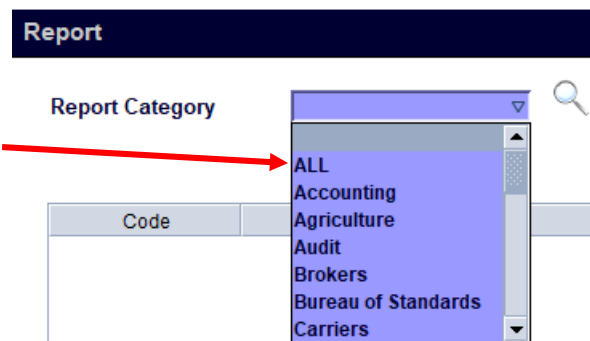 Report
Report Category
ALL
Accounting
Code
Agriculture
Audit
Brokers
Bureau of Standards
Carriers